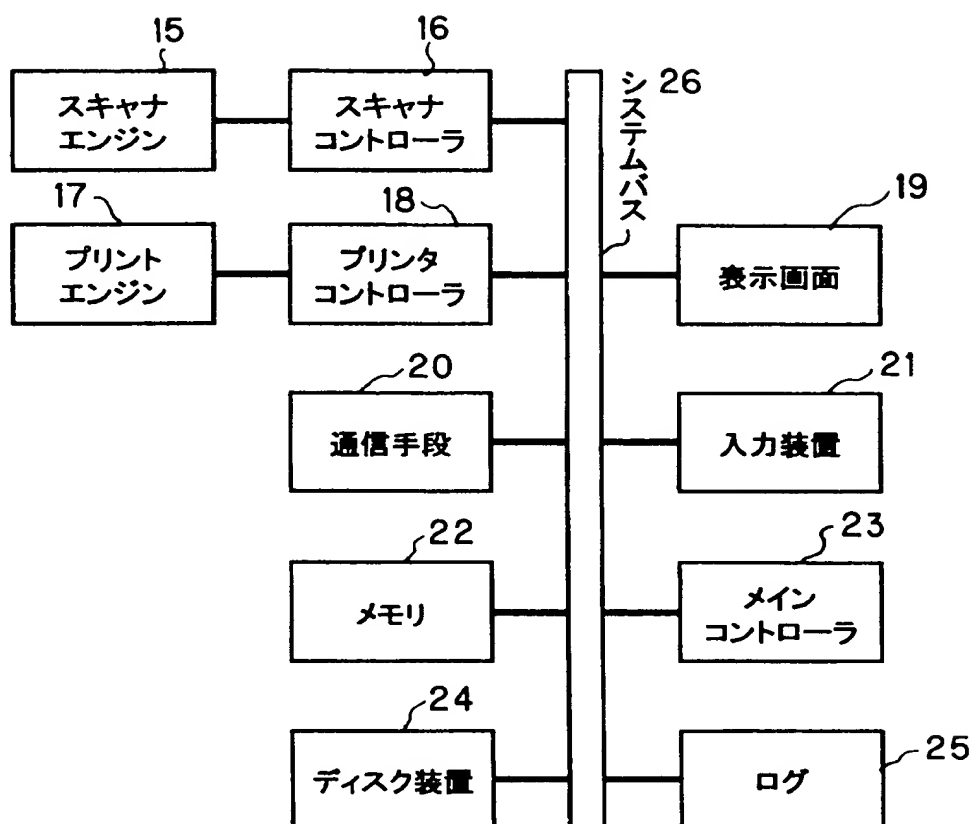 15
スキャナ
エンジン
16
スキャナ
コントローラ
システムバス
26
17
プリント
エンジン
18
プリンタ
コントローラ
19
表示画面
20
通信手段
21
入力装置
22
メモリ
23
メイン
コントローラ
24
ディスク装置
25
ログ